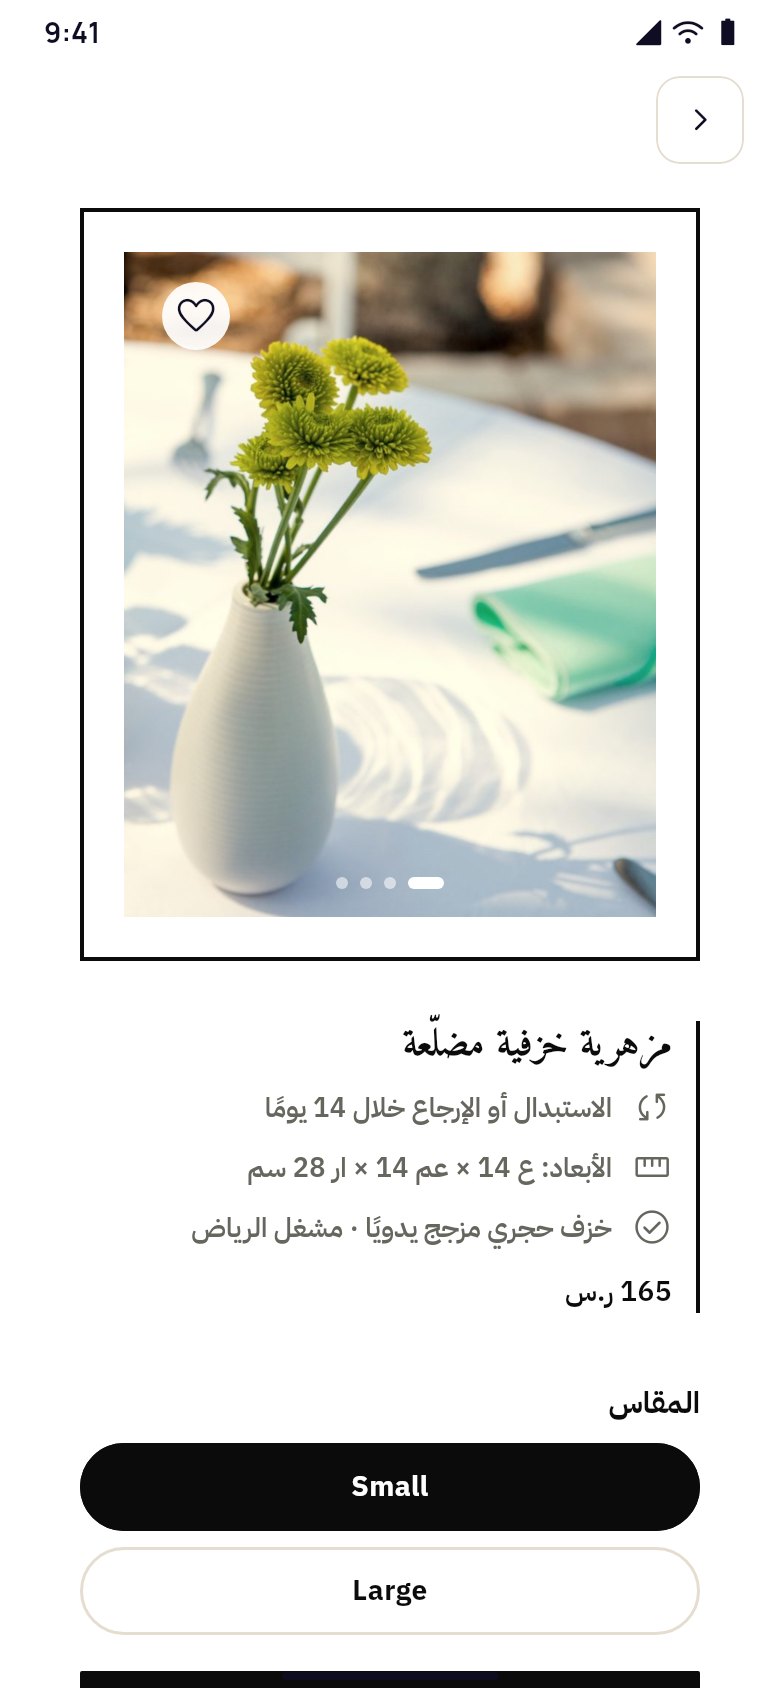 9:41
مزهرية خزفية مضلّعة
الاستبدال أو الإرجاع خلال 14 يومًا
الأبعاد: ع 14 × عم 14 × ار 28 سم
خزف حجري مزجج يدويًا · مشغل الرياض
165 ر.س
المقاس
Small
Large